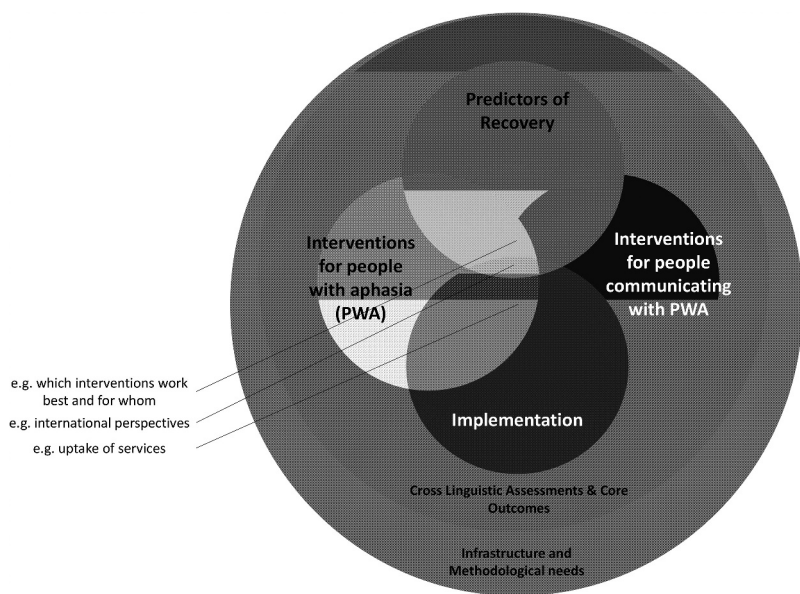 Predictors of
Recovery
Interventions
for people
with aphasia
(PWA)
Interventions
for people
communicating
with PWA
e.g. which interventions work
best and for whom
e.g. international perspectives
e.g. uptake of services
Implementation
Cross Linguistic Assessments & Core
Outcomes
Infrastructure and
Methodological needs